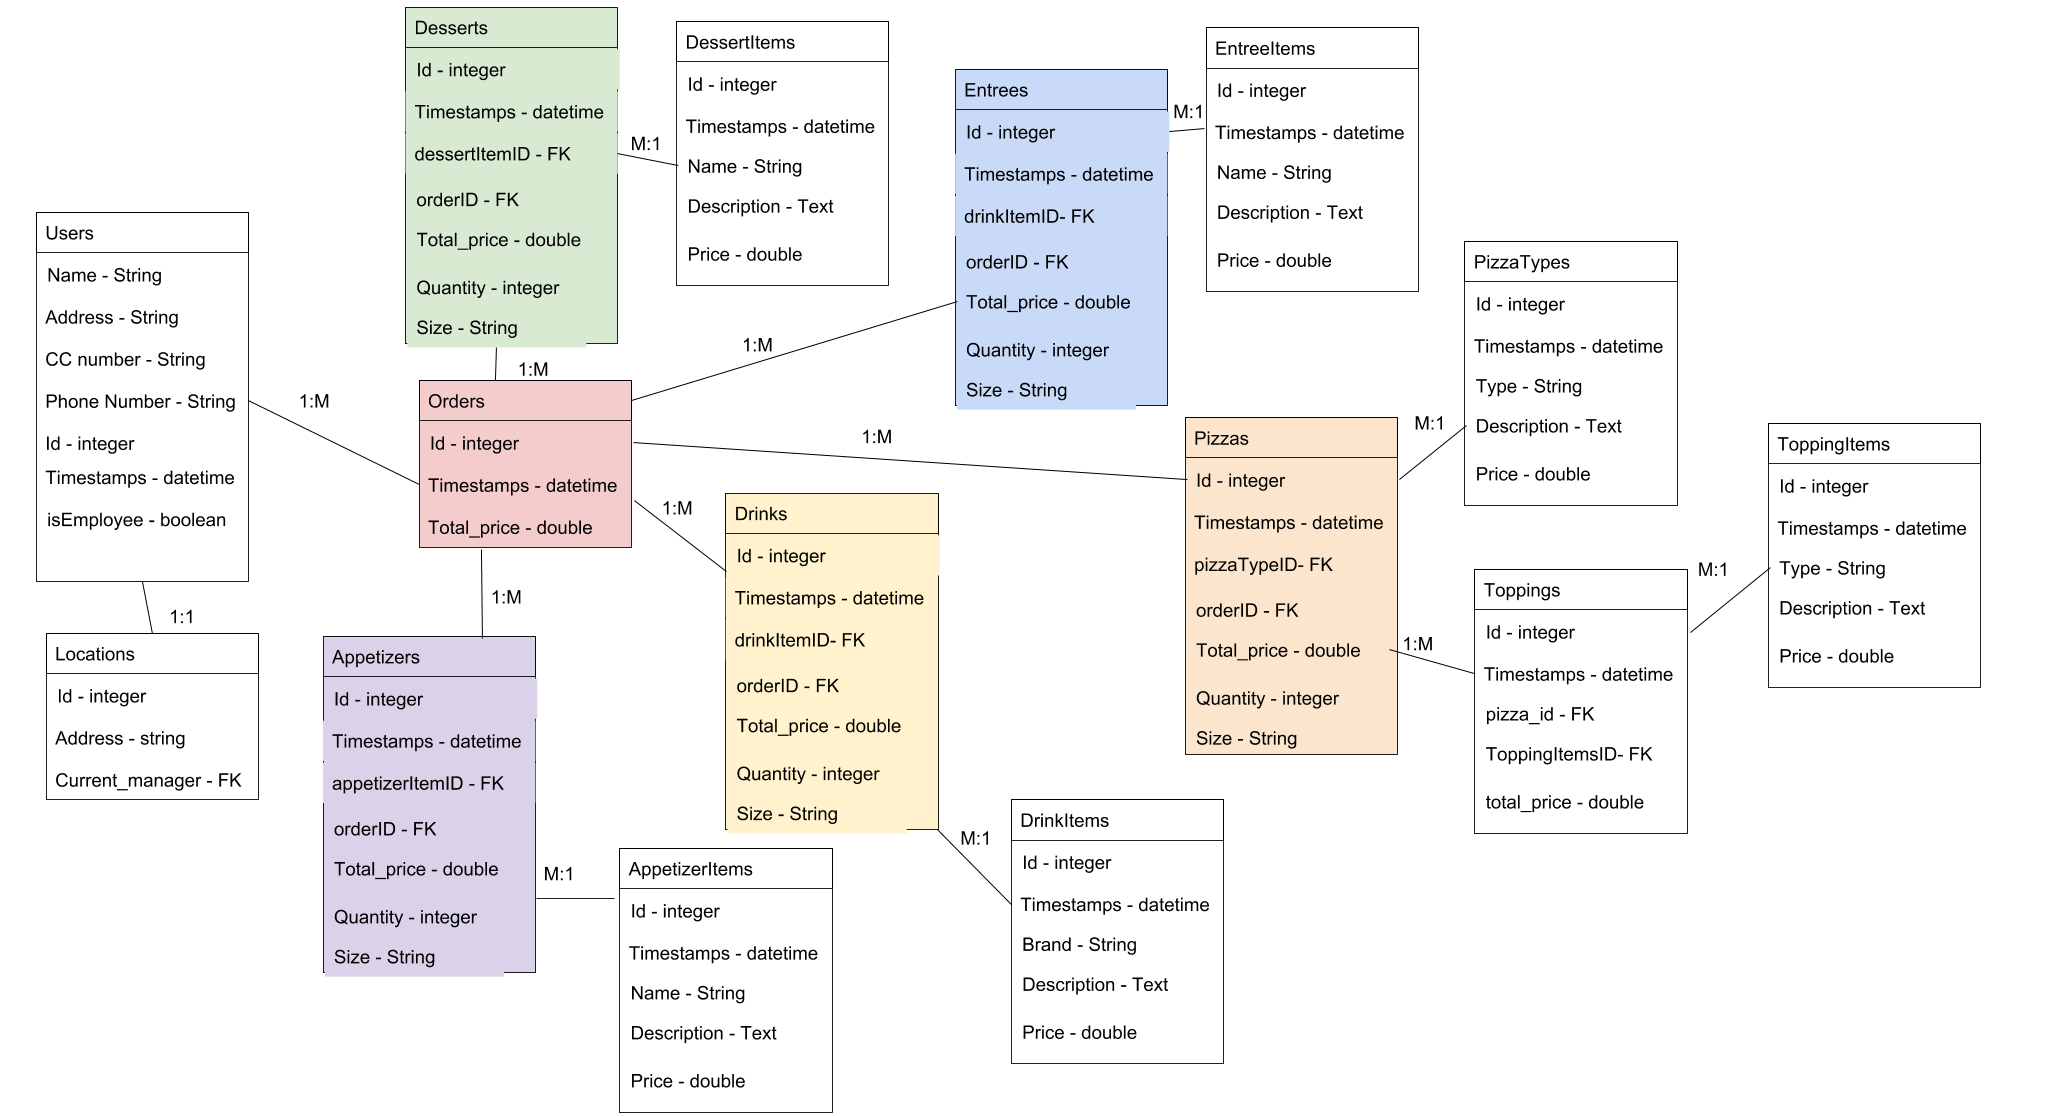 Desserts
Id - integer
Timestamps - datetime
dessertItemID - FK
orderID - FK
Total_price - double
Quantity - integer
Size - String
M:1
DessertItems
Id - integer
Timestamps - datetime
Name - String
Description - Text
Price - double
Entrees
Id - integer
Timestamps - datetime
drinkItemID- FK
orderID - FK
Total_price - double
Quantity - integer
Size - String
M:1
EntreeItems
Id - integer
Timestamps - datetime
Name - String
Description - Text
Price - double
Users
Name - String
Address - String
CC number - String
Phone Number - String
Id - integer
Timestamps - datetime
isEmployee - boolean
1:M
1:1
Locations
Id - integer
Address - string
Current_manager - FK
1:M
Orders
Id - integer
Timestamps - datetime
Total_price - double
1:M
1:M
1:M
1:M
Appetizers
Id - integer
Timestamps - datetime
appetizerItemID - FK
orderID - FK
Total_price - double
Quantity - integer
Size - String
M:1
AppetizerItems
Id - integer
Timestamps - datetime
Name - String
Description - Text
Price - double
Drinks
Id - integer
Timestamps - datetime
drinkItemID- FK
orderID - FK
Total_price - double
Quantity - integer
Size - String
M:1
DrinkItems
Id - integer
Timestamps - datetime
Brand - String
Description - Text
Price - double
Pizzas
Id - integer
Timestamps - datetime
pizzaTypeID- FK
orderID - FK
Total_price - double
Quantity - integer
Size - String
M:1
PizzaTypes
Id - integer
Timestamps - datetime
Type - String
Description - Text
Price - double
1:M
Toppings
Id - integer
Timestamps - datetime
pizza_id - FK
ToppingItemsID- FK
total_price - double
M:1
ToppingItems
Id - integer
Timestamps - datetime
Type - String
Description - Text
Price - double